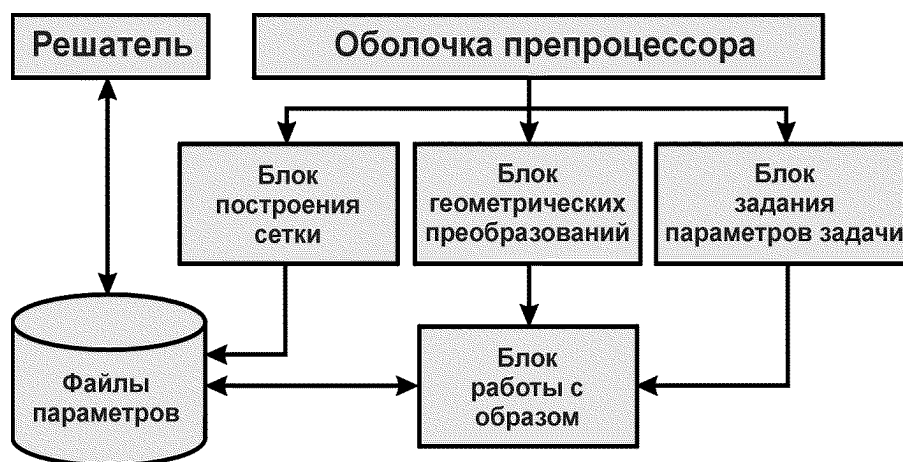 Решатель
Оболочка препроцессора
Блок
построения
сетки
Блок
геометрических
преобразований
Блок
задания
параметров задачи
Файлы
параметров
Блок
работы с
образом